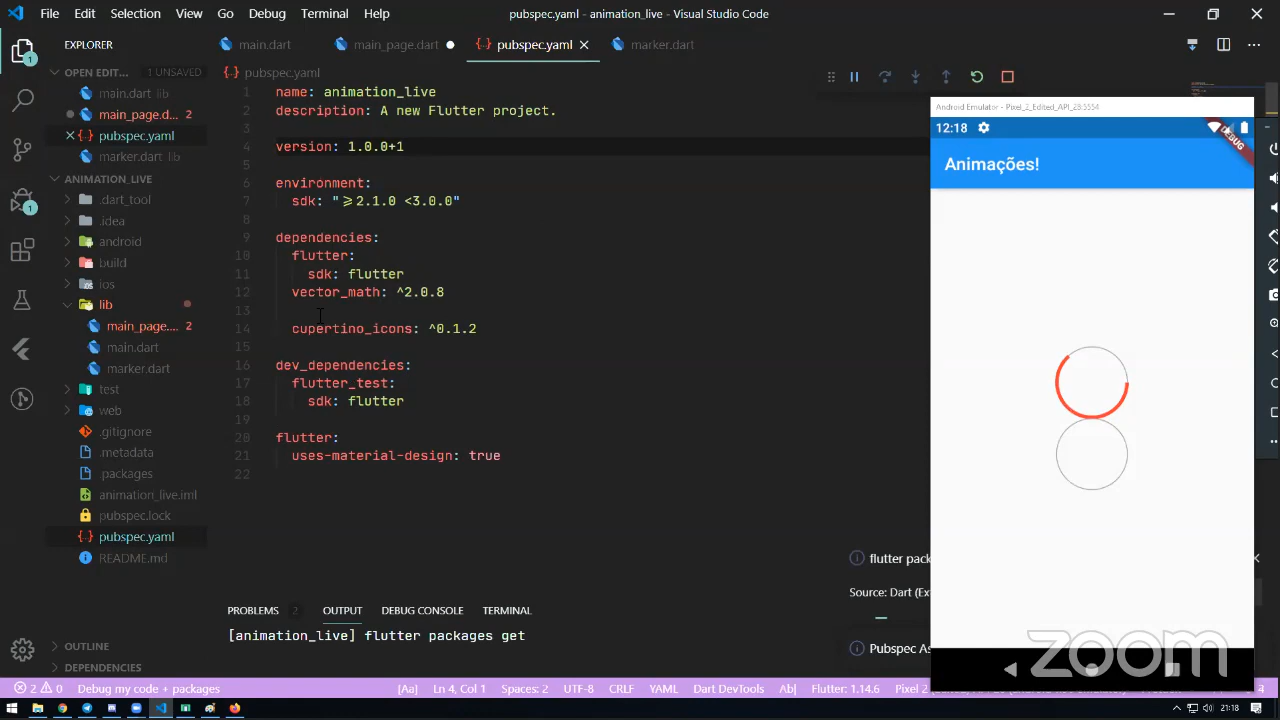 File Edit Selection View Go Debug Terminal Help
pubspec.yaml - animation_live - Visual Studio Code
EXPLORER
main.dart
main_page.dart
pubspec.yaml
marker.dart
OPEN EDIT... 1 UNSAVED
main.dart lib
main_page.d... 2
pubspec.yaml
marker.dart lib
ANIMATION_LIVE
.dart_tool
.idea
android
build
ios
lib
main_page.... 2
main.dart
marker.dart
test
web
.gitignore
.metadata
.packages
animation_live.iml
pubspec.lock
pubspec.yaml
README.md
OUTLINE
DEPENDENCIES
pubspec.yaml
1 name: animation_live
2 description: A new Flutter project.
3
4 version: 1.0.0+1
5
6 environment:
7 sdk: ">=2.1.0 <3.0.0"
8
9 dependencies:
10 flutter:
11 sdk: flutter
12 vector_math: ^2.0.8
13
14 cupertino_icons: ^0.1.2
15
16 dev_dependencies:
17 flutter_test:
18 sdk: flutter
19
20 flutter:
21 uses-material-design: true
22
PROBLEMS 2 OUTPUT DEBUG CONSOLE TERMINAL
[animation_live] flutter packages get
flutter pack
Source: Dart (Ex
Pubspec As
Android Emulator - Pixel_2_Edited_API_28:5554
12:18
DEBUG
Animações!
zoom
2 0 Debug my code + packages
[Aa] Ln 4, Col 1 Spaces: 2 UTF-8 CRLF YAML Dart DevTools Ab| Flutter: 1.14.6
21:18